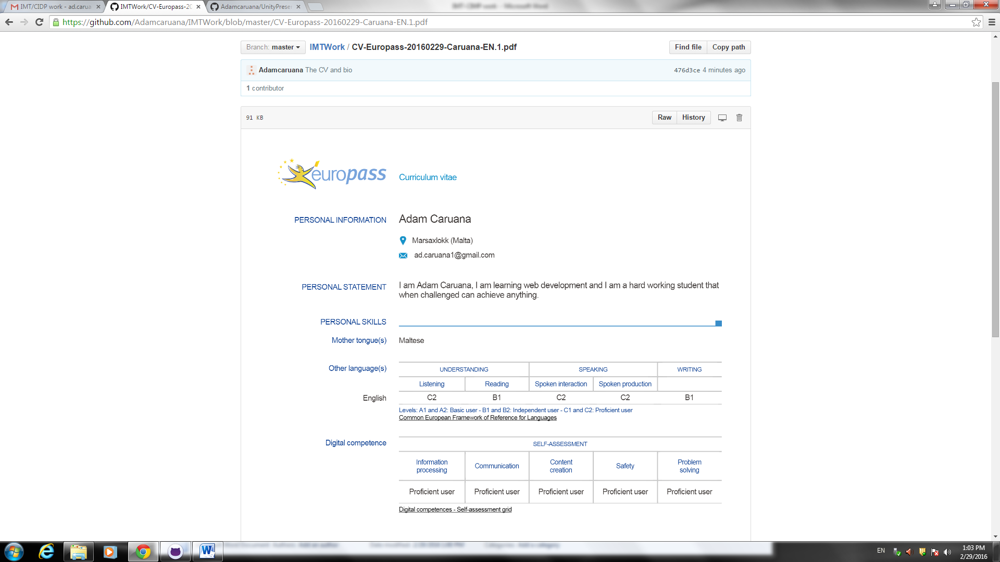 IMT/CIDP work - ad.carua
IMTWork/CV-Europass-20
Adamcaruana/UnityPrese
IMT-CIDP work - Microsoft Word
https://github.com/Adamcaruana/IMTWork/blob/master/CV-Europass-20160229-Caruana-EN.1.pdf
Branch: master IMTWork / CV-Europass-20160229-Caruana-EN.1.pdf Find file Copy path
Adamcaruana The CV and bio 476d3ce 4 minutes ago
1 contributor
91 KB Raw History
europass Curriculum vitae
PERSONAL INFORMATION Adam Caruana
Marsaxlokk (Malta)
ad.caruana1@gmail.com
PERSONAL STATEMENT I am Adam Caruana, I am learning web development and I am a hard working student that
when challenged can achieve anything.
PERSONAL SKILLS
Mother tongue(s) Maltese
Other language(s) UNDERSTANDING SPEAKING WRITING
Listening Reading Spoken interaction Spoken production
English C2 B1 C2 C2 B1
Levels: A1 and A2: Basic user - B1 and B2: Independent user - C1 and C2: Proficient user
Common European Framework of Reference for Languages
Digital competence SELF-ASSESSMENT
Information processing Communication Content creation Safety Problem solving
Proficient user Proficient user Proficient user Proficient user Proficient user
Digital competences - Self-assessment grid
EN 1:03 PM
2/29/2016